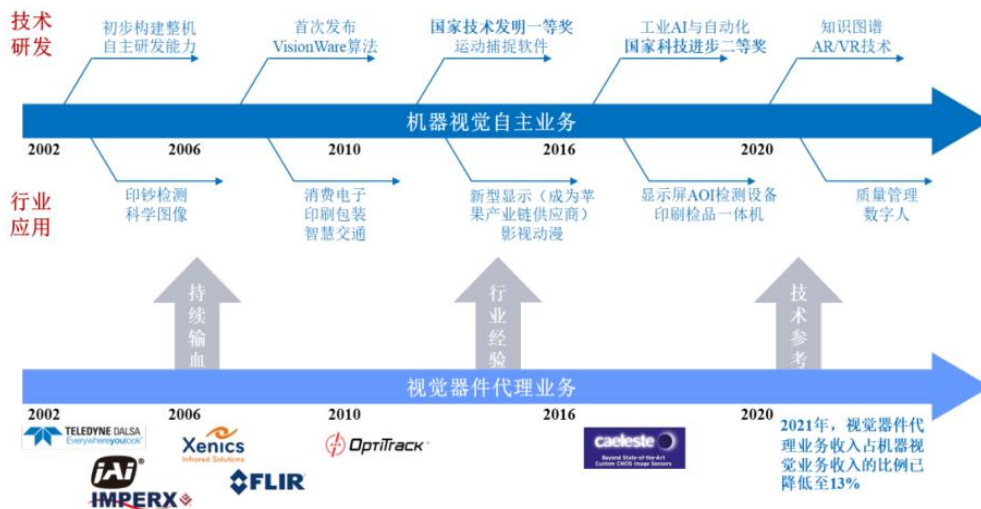 技术
研发
初步构建整机
自主研发能力
首次发布
VisionWare算法
国家技术发明一等奖
运动捕捉软件
工业AI与自动化
国家科技进步二等奖
知识图谱
AR/VR技术
机器视觉自主业务
2002
2006
2010
2016
2020
行业
应用
印钞检测
科学图像
消费电子
印刷包装
智慧交通
新型显示（成为苹
果产业链供应商）
影视动漫
显示屏AOI检测设备
印刷检品一体机
质量管理
数字人
持续输血
行业经验
技术参考
视觉器件代理业务
2002
2006
2010
2016
2020
TELEDYNE DALSA
Everywhereyoulook
Xenics
Infrared Solutions
OPTITRACK
caeleste
Beyond State-of-the-Art
Custom CMOS Image Sensors
JAi
IMPERX
FLIR
2021年，视觉器件代
理业务收入占机器视
觉业务收入的比例已
降低至13%